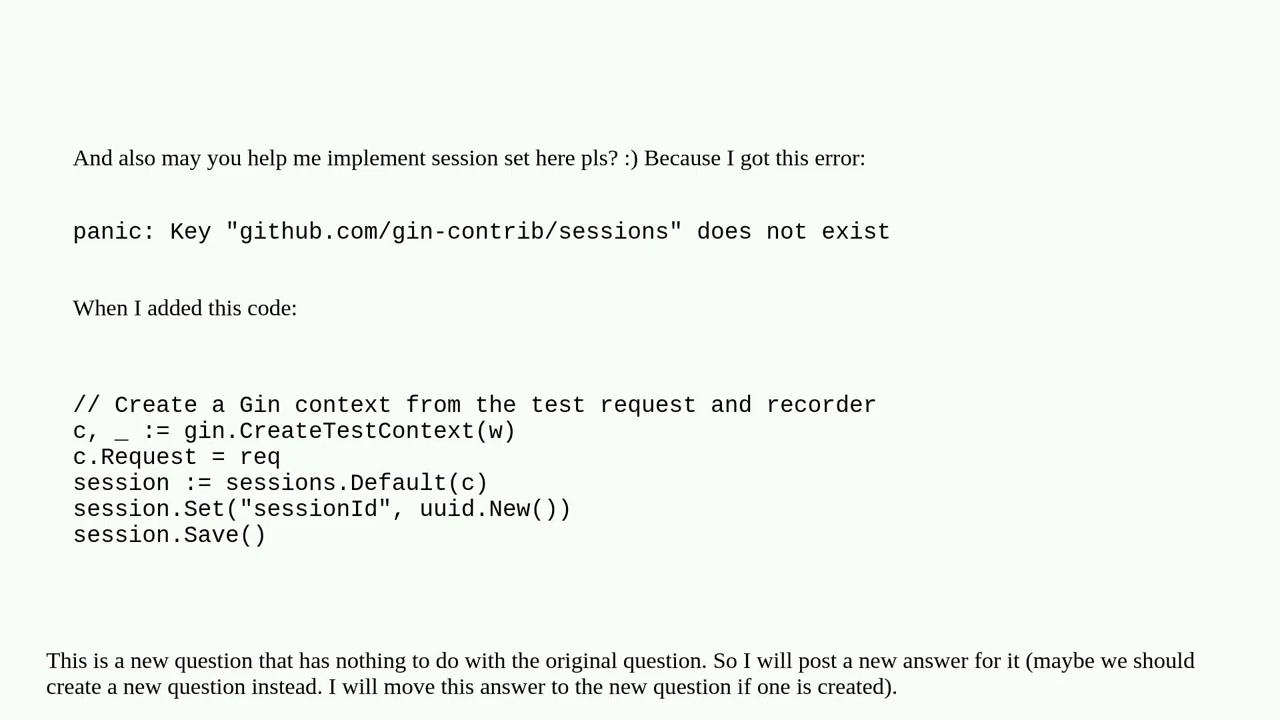 And also may you help me implement session set here pls? :) Because I got this error:
panic: Key "github.com/gin-contrib/sessions" does not exist
When I added this code:
// Create a Gin context from the test request and recorder
c, _ := gin.CreateTestContext(w)
c.Request = req
session := sessions.Default(c)
session.Set("sessionId", uuid.New())
session.Save()
This is a new question that has nothing to do with the original question. So I will post a new answer for it (maybe we should
create a new question instead. I will move this answer to the new question if one is created).